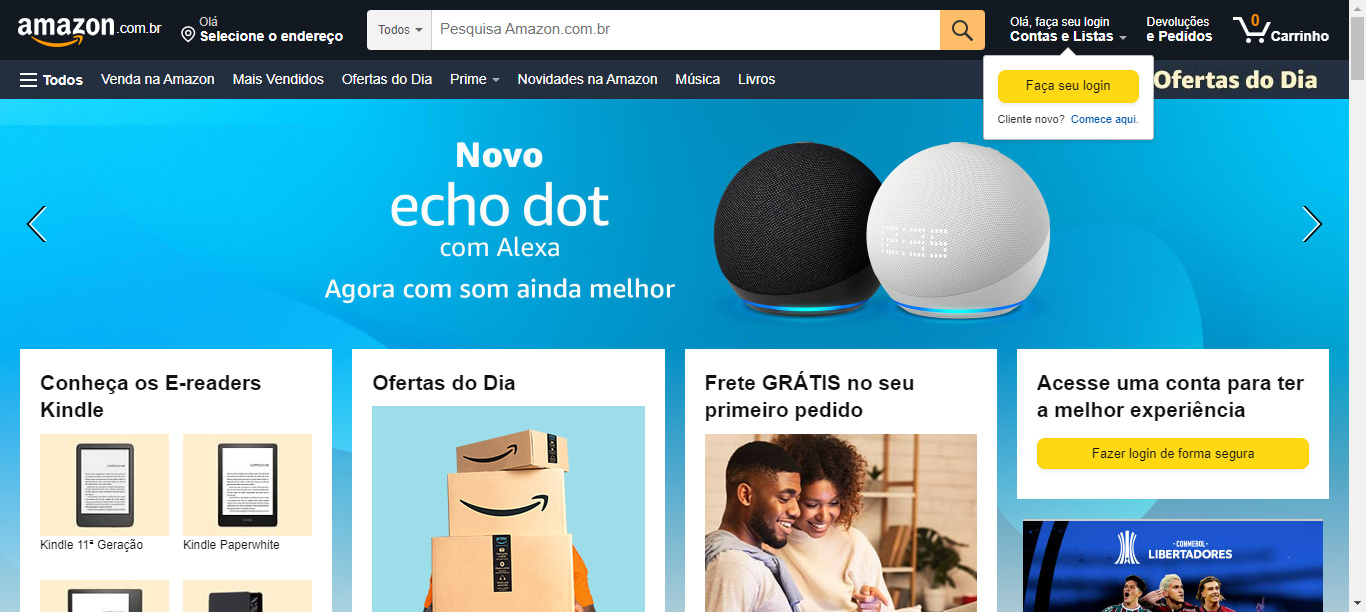 amazon.com.br
Olá
Selecione o endereço
Todos
Pesquisa Amazon.com.br
Olá, faça seu login
Contas e Listas
Devoluções
e Pedidos
0
Carrinho
Todos
Venda na Amazon
Mais Vendidos
Ofertas do Dia
Prime
Novidades na Amazon
Música
Livros
Ofertas do Dia
Faça seu login
Cliente novo? Comece aqui.
Novo
echo dot
com Alexa
Agora com som ainda melhor
Conheça os E-readers
Kindle
Kindle 11ª Geração
Kindle Paperwhite
Ofertas do Dia
Frete GRÁTIS no seu
primeiro pedido
Acesse uma conta para ter
a melhor experiência
Fazer login de forma segura
CONMEBOL
LIBERTADORES